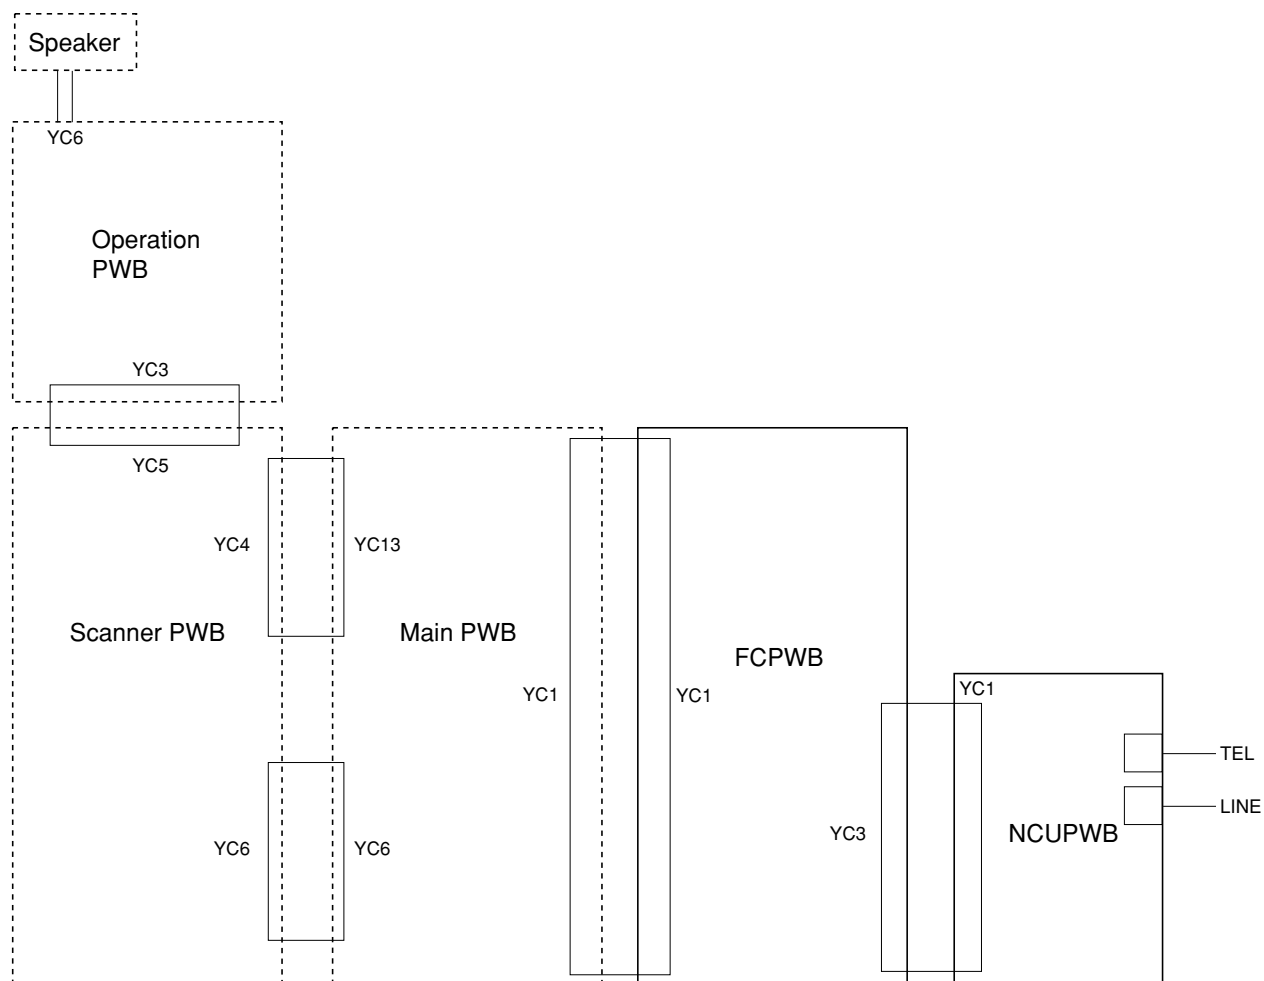 Speaker
YC6
Operation
PWB
YC3
YC5
YC4
YC13
Scanner PWB
Main PWB
FCPWB
YC1
YC1
YC1
TEL
LINE
YC3
NCUPWB
YC6
YC6